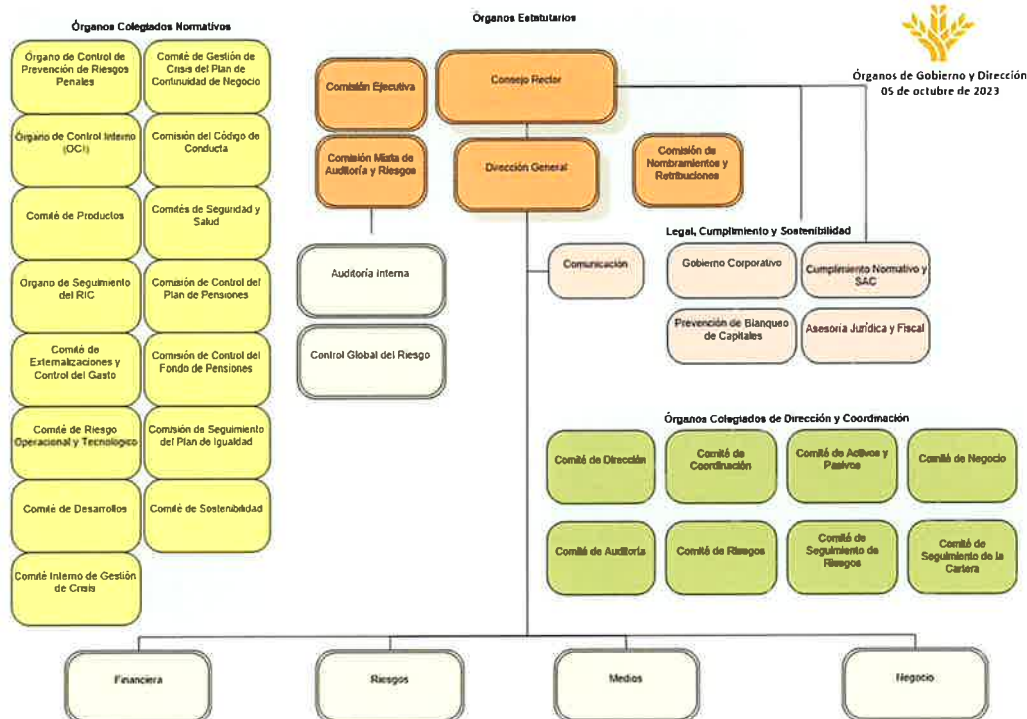 Órganos Colegiados Normativos
Órgano de Control de
Prevención de Riesgos
Penales
Comité de Gestión de
Crisis del Plan de
Continuidad de Negocio
Órgano de Control Interno
(OCI)
Comisión del Código de
Conducta
Comité de Productos
Comités de Seguridad y
Salud
Organo de Seguimiento
del RIC
Comisión de Control del
Plan de Pensiones
Comité de
Externalizaciones y
Control del Gasto
Comisión de Control del
Fondo de Pensiones
Comité de Riesgo
Operacional y Tecnológico
Comisión de Seguimiento
del Plan de Igualdad
Comité de Desarrollos
Comité de Sostenibilidad
Comité Interno de Gestión
de Crisis
Órganos Estatutarios
Comisión Ejecutiva
Consejo Rector
Comisión Mixta de
Auditoría y Riesgos
Dirección General
Comisión de
Nombramientos y
Retribuciones
Órganos de Gobierno y Dirección
05 de octubre de 2023
Auditoría Interna
Control Global del Riesgo
Comunicación
Legal, Cumplimiento y Sostenibilidad
Gobierno Corporativo
Cumplimiento Normativo y
SAC
Prevención de Blanqueo
de Capitales
Asesoría Jurídica y Fiscal
Órganos Colegiados de Dirección y Coordinación
Comité de Dirección
Comité de
Coordinación
Comité de Activos y
Pasivos
Comité de Negocio
Comité de Auditoría
Comité de Riesgos
Comité de
Seguimiento de
Riesgos
Comité de
Seguimiento de la
Cartera
Financiera
Riesgos
Medios
Negocio